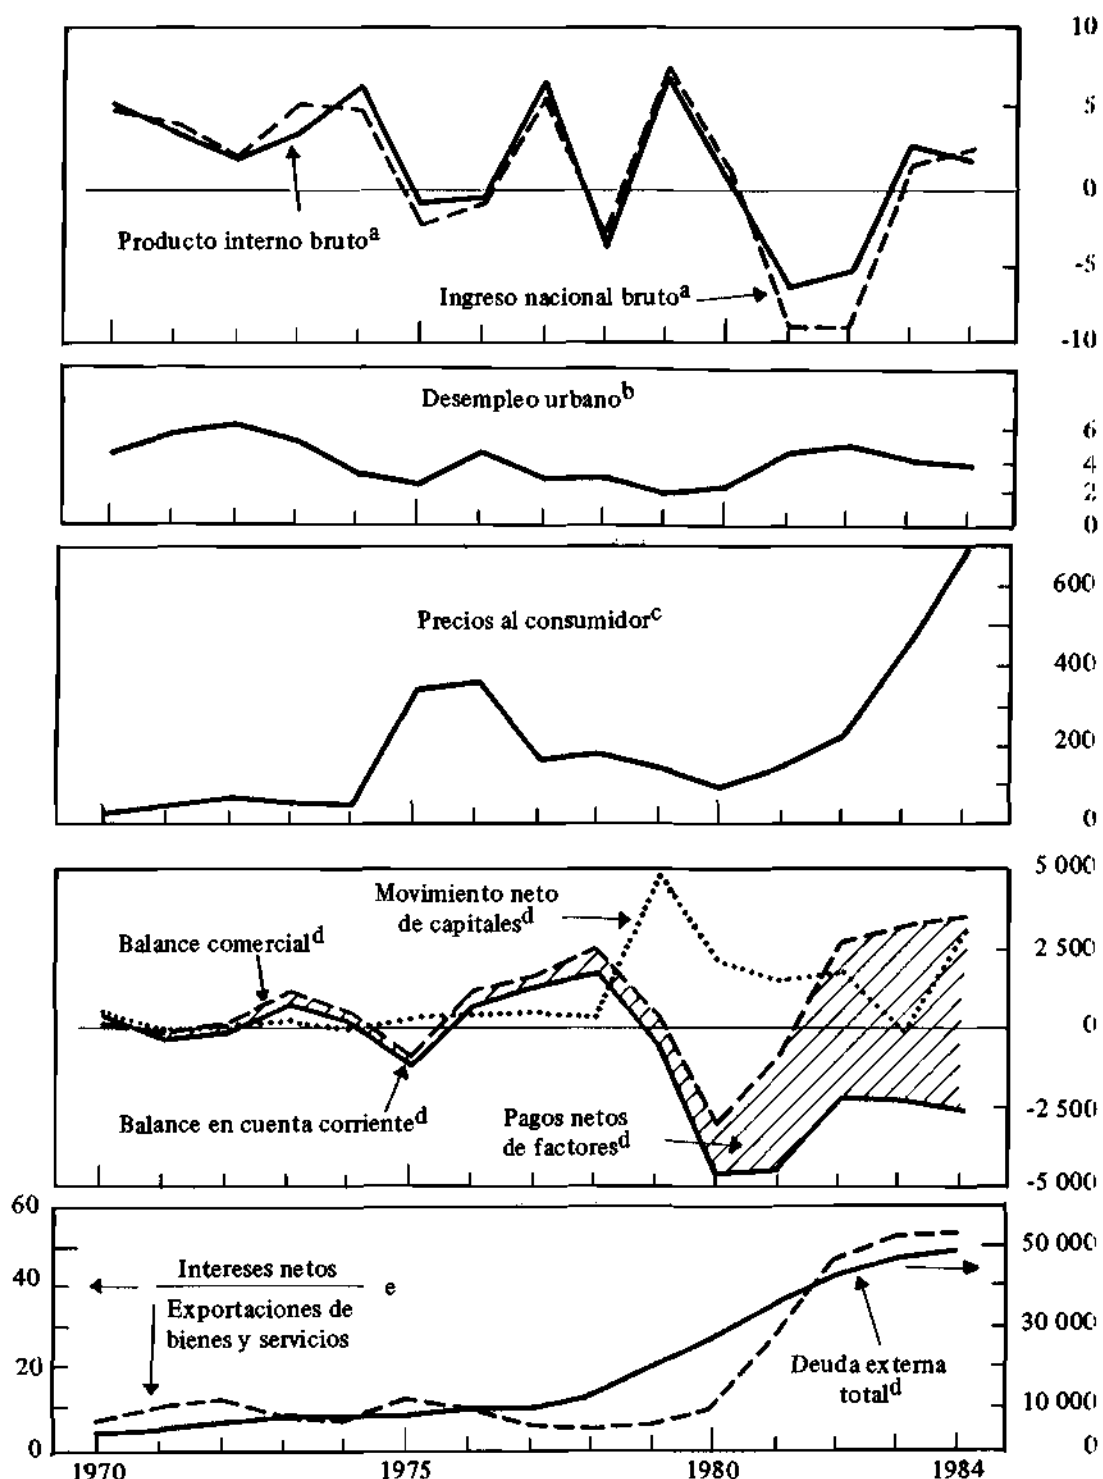 10
5
0
-5
-10
Producto interno bruto^a
Ingreso nacional bruto^a
Desempleo urbano^b
6
4
2
0
Precios al consumidor^c
600
400
200
0
5 000
2 500
0
-2 500
-5 000
Movimiento neto
de capitales^d
Balance comercial^d
Balance en cuenta corriente^d
Pagos netos
de factores^d
60
40
20
0
Intereses netos
e
Exportaciones de
bienes y servicios
Deuda externa
total^d
50 000
30 000
10 000
0
1970
1975
1980
1984